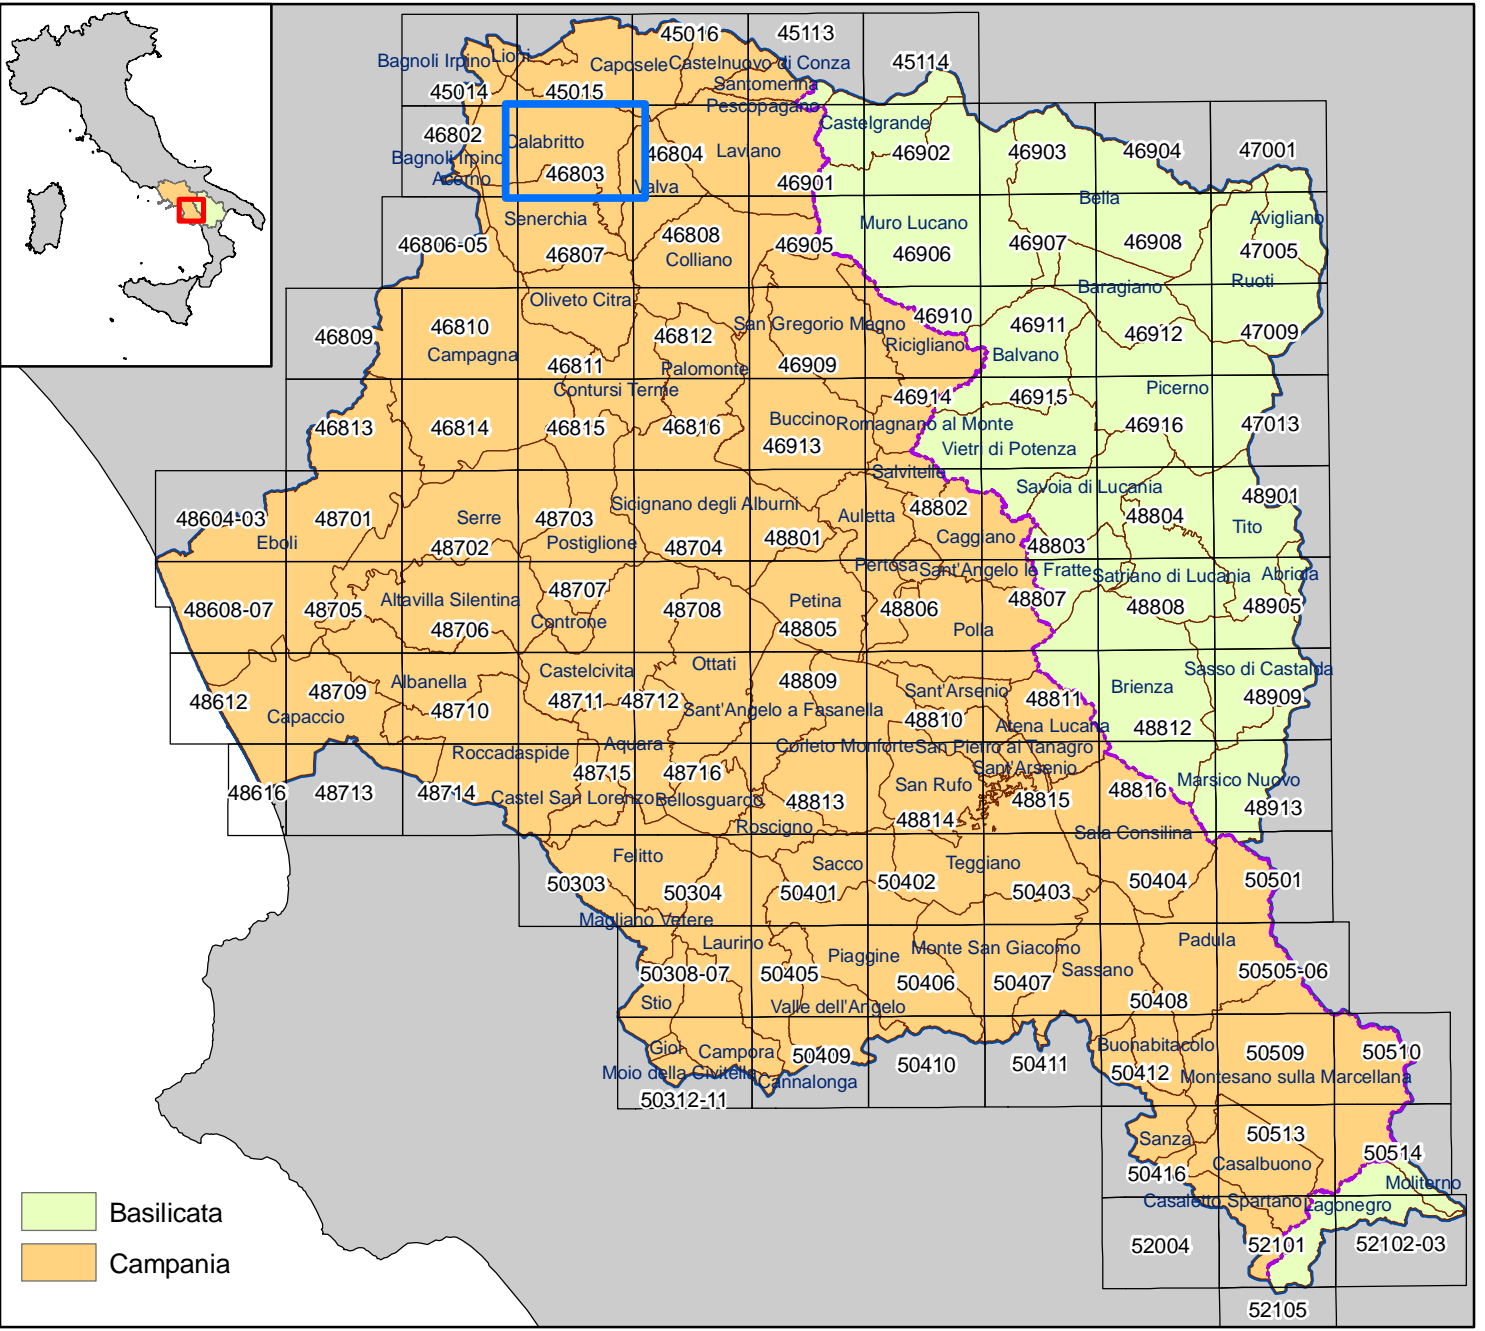 45016
45113
Bagnoli Irpino
Lioni
Caposele
Castelnuovo di Conza
45114
Santomenna
45014
45015
Pescopagano
46802
Calabritto
Castelgrande
Bagnoli Irpino
46804
Laviano
46902
46903
46904
47001
Acerno
46803
Valva
46901
Bella
Senerchia
Muro Lucano
Avigliano
46806-05
46807
46808
46905
46906
46907
46908
47005
Colliano
Oliveto Citra
Baragiano
Ruoti
46809
46810
46812
San Gregorio Magno
46910
46911
46912
47009
Campagna
Ricigliano
Balvano
46811
Palomonte
46909
Contursi Terme
46914
46915
Picerno
46813
46814
46815
46816
Buccino
Romagnano al Monte
46916
47013
46913
Vietri di Potenza
Salvitelle
Savoia di Lucania
48901
48604-03
48701
Serre
48703
Sicignano degli Alburni
Auletta
48802
48804
Tito
Eboli
48702
Postiglione
48704
48801
Caggiano
48803
Pertosa
Sant'Angelo le Fratte
Satriano di Lucania
Abriola
48608-07
48705
Altavilla Silentina
48707
48708
Petina
48806
48807
48808
48905
48706
Controne
48805
Polla
Ottati
48612
48709
Albanella
Castelcivita
48809
Sant'Arsenio
48811
Brienza
Sasso di Castalda
Capaccio
48710
48711
48712
Sant'Angelo a Fasanella
48810
Atena Lucana
48812
48909
Roccadaspide
Aquara
Corleto Monforte
San Pietro al Tanagro
48616
48713
48714
48715
48716
San Rufo
Sant'Arsenio
48816
Marsico Nuovo
Castel San Lorenzo
Bellosguardo
48813
48815
48913
Roscigno
48814
Sala Consilina
Felitto
Sacco
Teggiano
50303
50304
50401
50402
50403
50404
50501
Magliano Vetere
Laurino
Piaggine
Monte San Giacomo
Padula
50308-07
50405
50406
50407
Sassano
50505-06
Stio
Valle dell'Angelo
50408
Gioi
Campora
50409
50410
50411
Buonabitacolo
50509
50510
Moio della Civitella
Cannalonga
50412
Montesano sulla Marcellana
50312-11
Sanza
50513
50514
50416
Casalbuono
Moliterno
Casaletto Spartano
Lagonegro
52004
52101
52102-03
52105
Basilicata
Campania